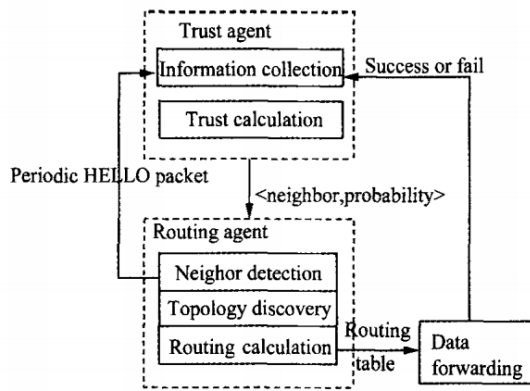 Trust agent
Information collection
Success or fail
Trust calculation
Periodic HELLO packet
<neighbor,probability>
Routing agent
Neighor detection
Topology discovery
Routing calculation
Routing
table
Data
forwarding